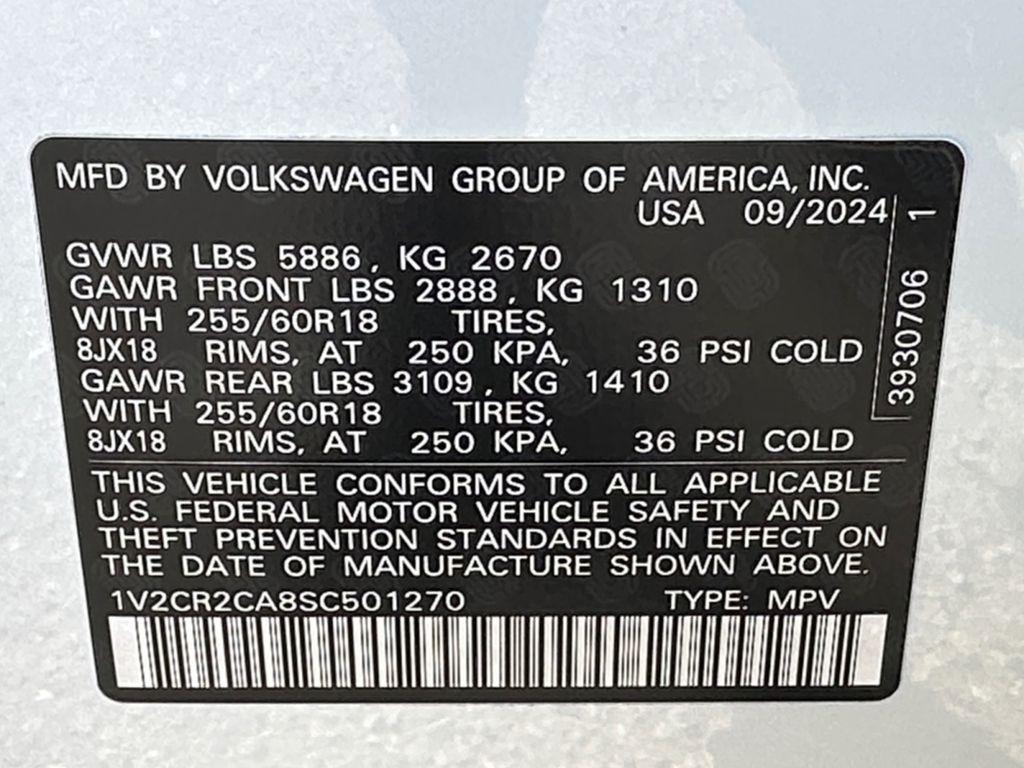 MFD BY VOLKSWAGEN GROUP OF AMERICA, INC.
USA 09/2024
GVWR LBS 5886, KG 2670
GAWR FRONT LBS 2888, KG 1310
WITH 255/60R18 TIRES,
8JX18 RIMS, AT 250 KPA, 36 PSI COLD
GAWR REAR LBS 3109, KG 1410
WITH 255/60R18 TIRES,
8JX18 RIMS, AT 250 KPA, 36 PSI COLD
3930706 1
THIS VEHICLE CONFORMS TO ALL APPLICABLE
U.S. FEDERAL MOTOR VEHICLE SAFETY AND
THEFT PREVENTION STANDARDS IN EFFECT ON
THE DATE OF MANUFACTURE SHOWN ABOVE.
1V2CR2CA8SC501270 TYPE: MPV